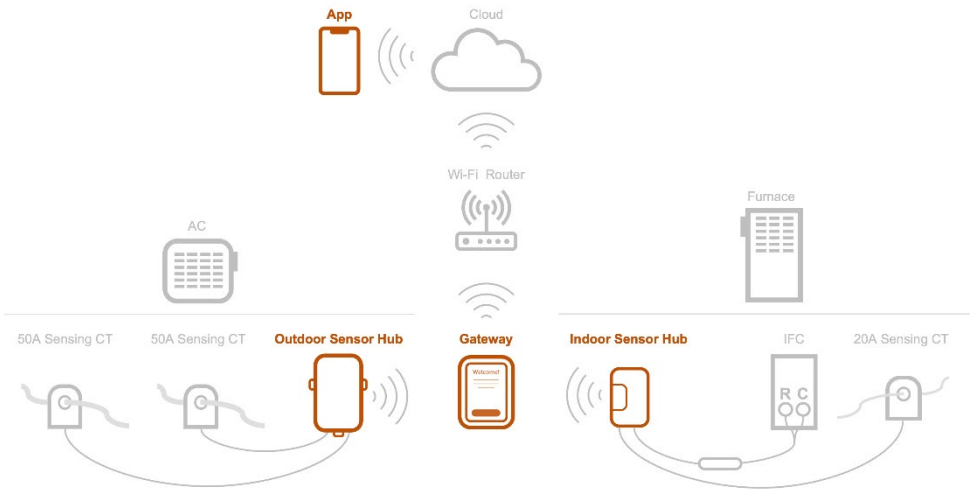 App
Cloud
Wi-Fi Router
Furnace
AC
50A Sensing CT
50A Sensing CT
Outdoor Sensor Hub
Gateway
Indoor Sensor Hub
IFC
20A Sensing CT
Welcome!
R C